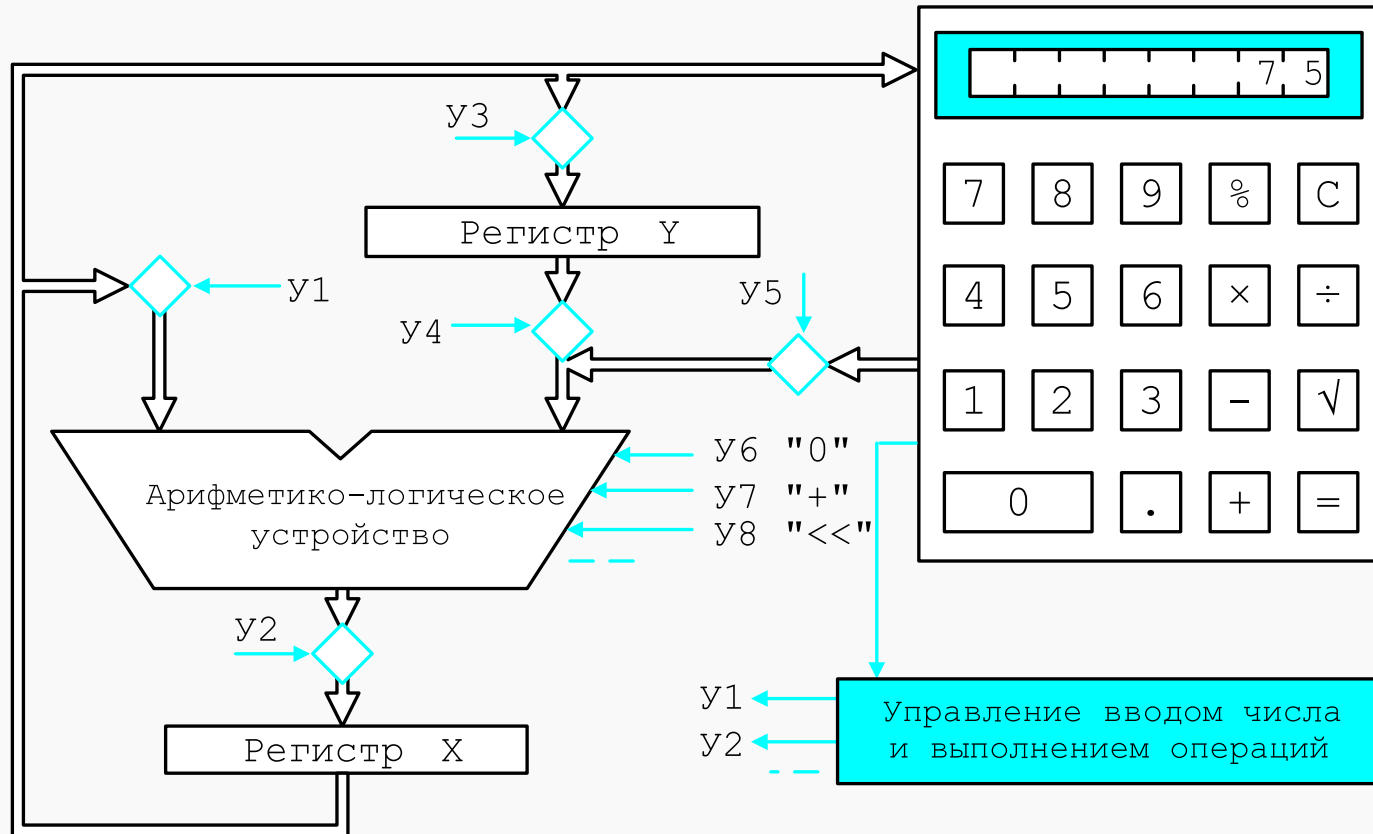 7 5
У3
7 8 9 % C
Регистр Y
У1
У5
4 5 6 × ÷
У4
1 2 3 - √
У6 "0"
Арифметико-логическое
устройство
У7 "+"
У8 "<<"
0 . + =
У2
У1
Управление вводом числа
и выполнением операций
У2
Регистр X